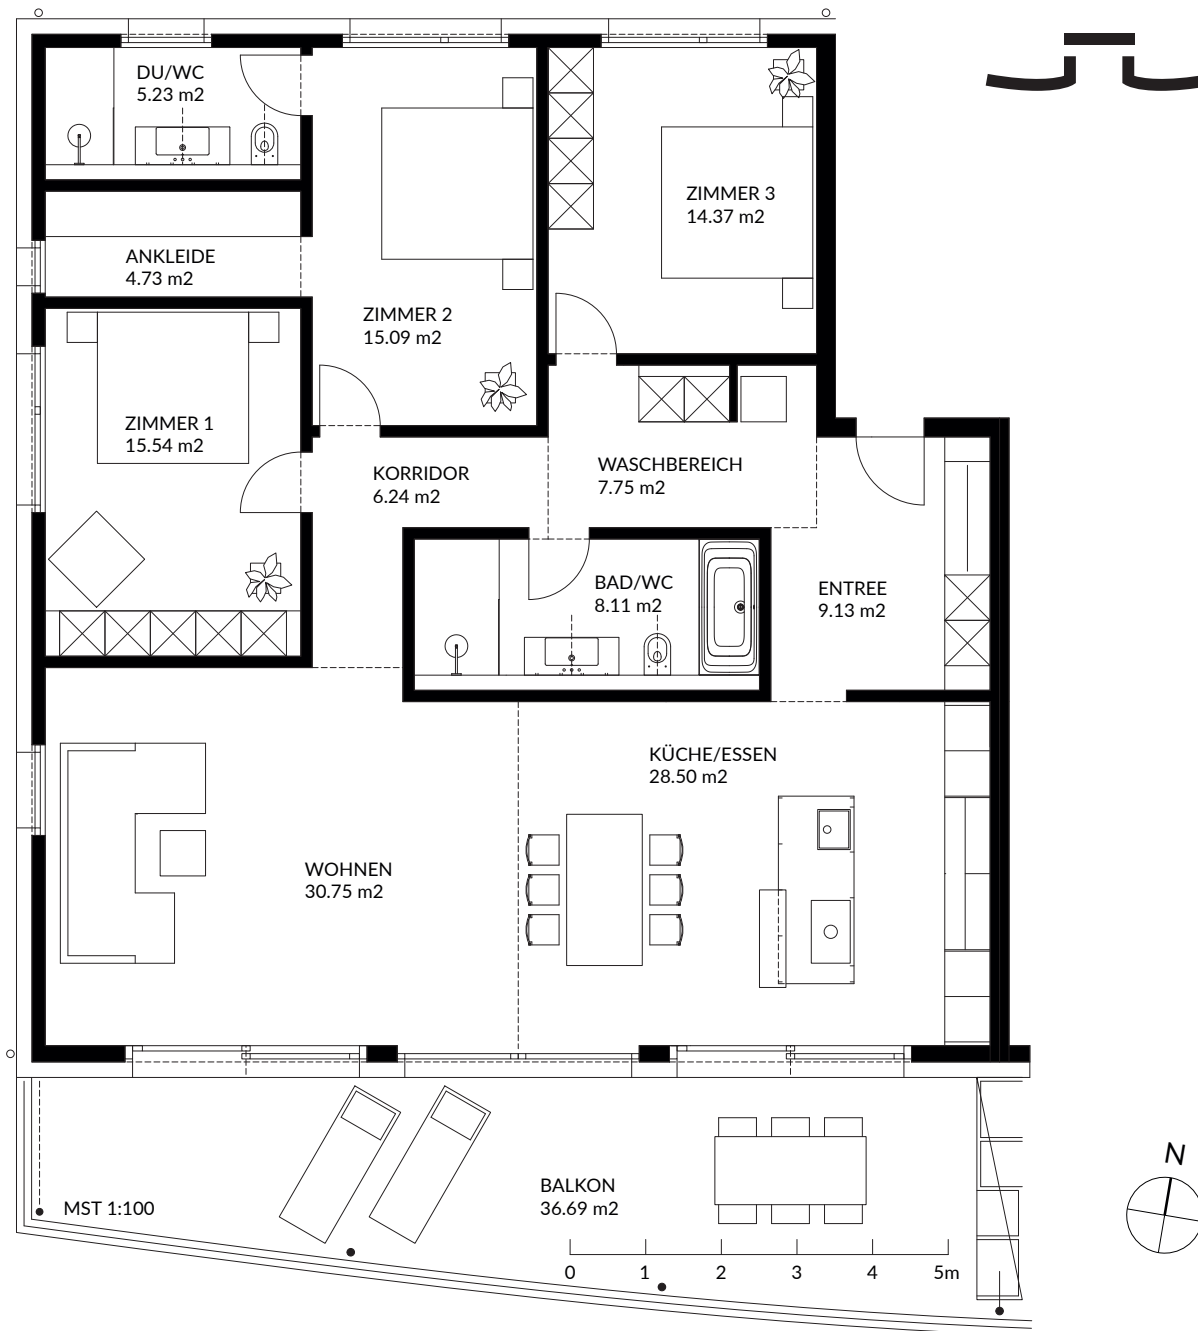 DU/WC
5.23 m2
ZIMMER 3
14.37 m2
ANKLEIDE
4.73 m2
ZIMMER 2
15.09 m2
ZIMMER 1
15.54 m2
KORRIDOR
6.24 m2
WASCHBEREICH
7.75 m2
BAD/WC
8.11 m2
ENTREE
9.13 m2
KÜCHE/ESSEN
28.50 m2
WOHNEN
30.75 m2
BALKON
36.69 m2
MST 1:100
0 1 2 3 4 5m
N